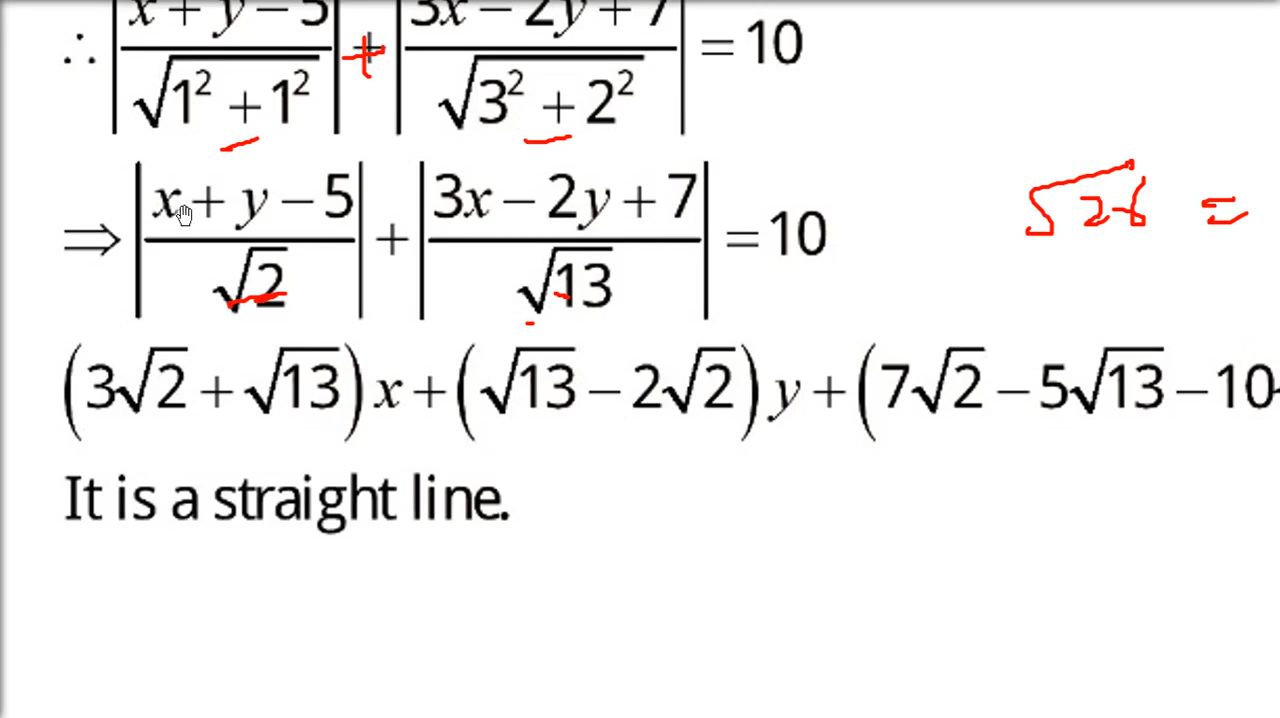 ∴ |(x + y − 5)/√(1² + 1²)| + |(3x − 2y + 7)/√(3² + 2²)| = 10
⇒ |(x + y − 5)/√2| + |(3x − 2y + 7)/√13| = 10
√26 =
(3√2 + √13)x + (√13 − 2√2)y + (7√2 − 5√13 − 10
It is a straight line.